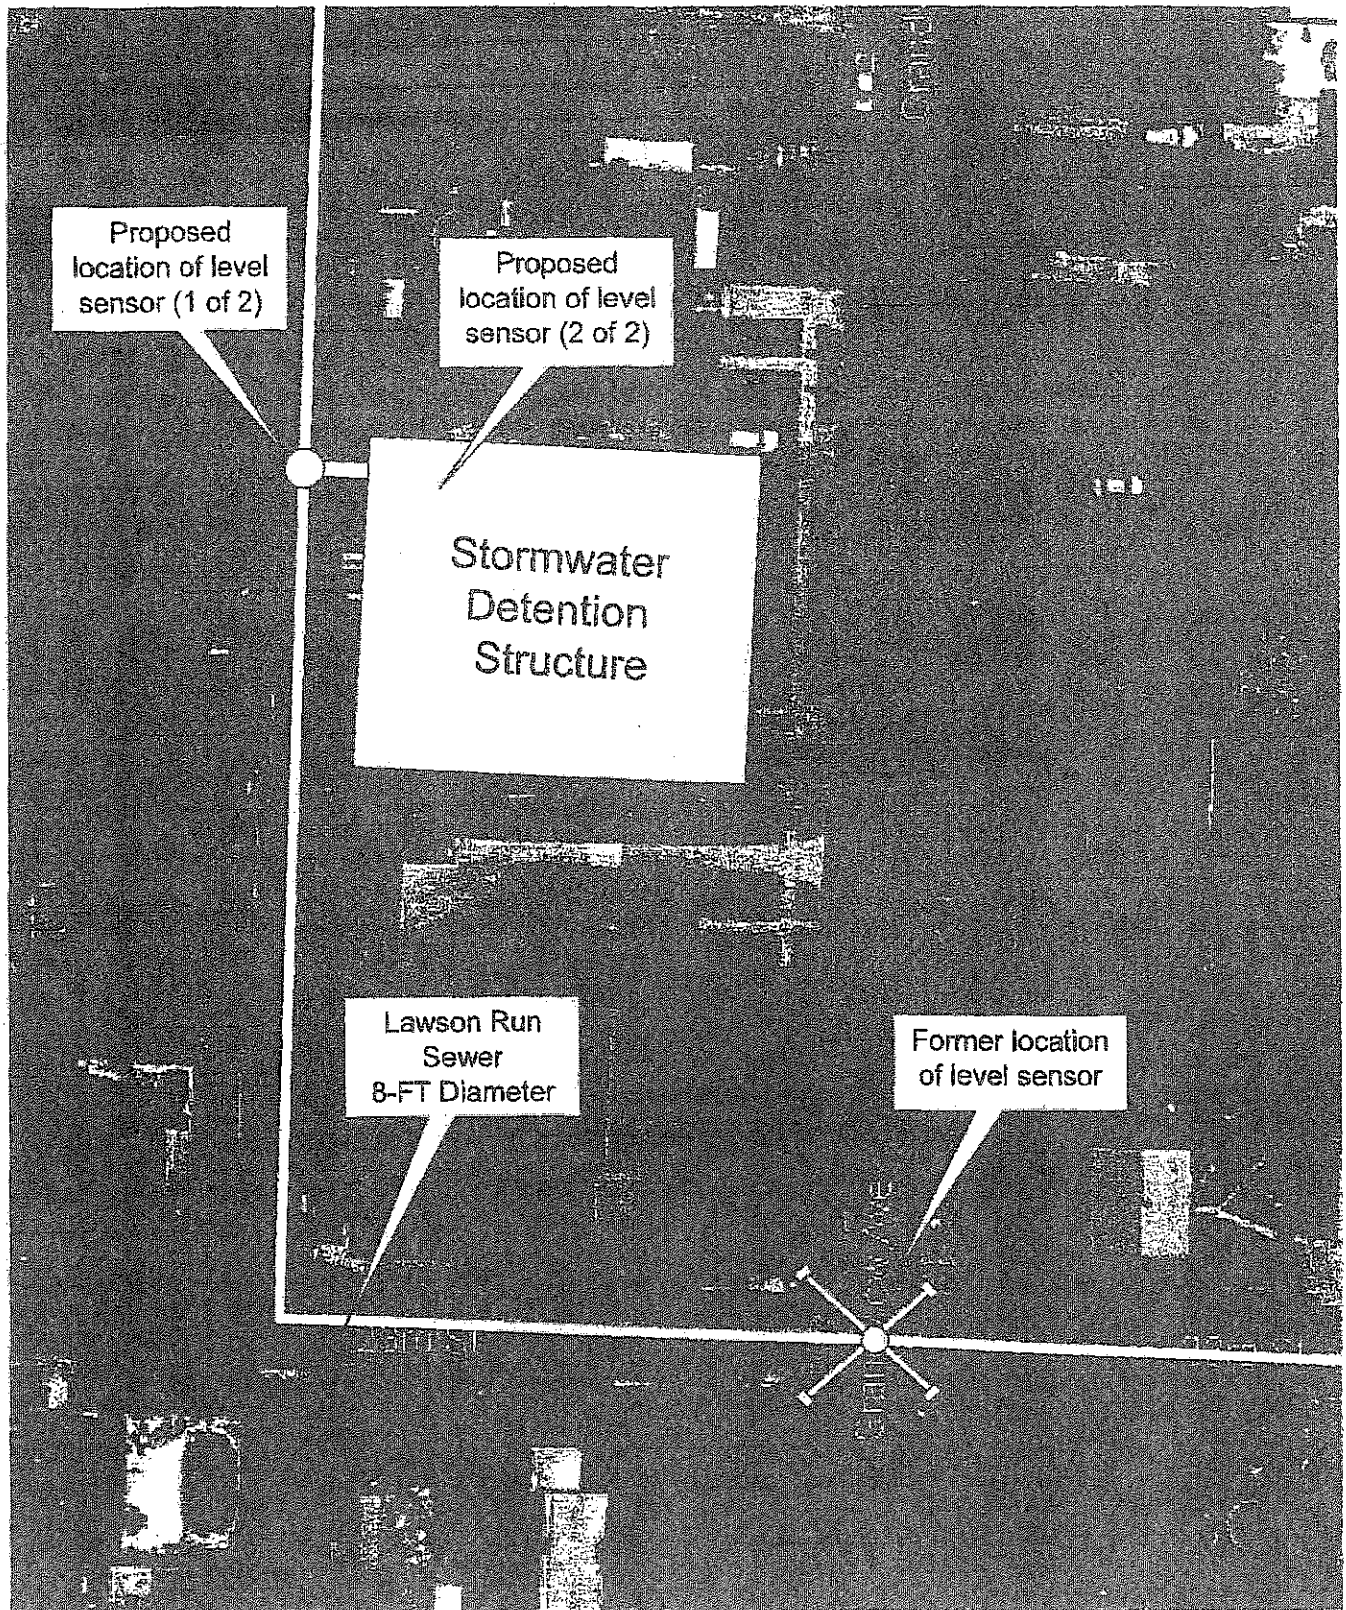 Proposed
location of level
sensor (1 of 2)
Proposed
location of level
sensor (2 of 2)
Stormwater
Detention
Structure
Lawson Run
Sewer
8-FT Diameter
Former location
of level sensor